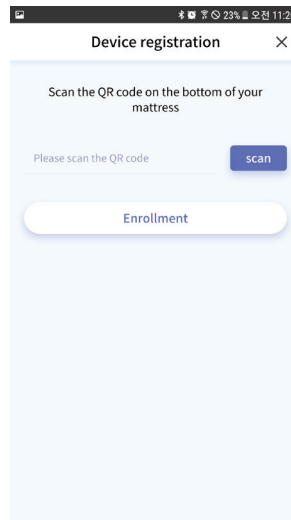 23% 오전 11:2
Device registration
Scan the QR code on the bottom of your
mattress
Please scan the QR code
scan
Enrollment